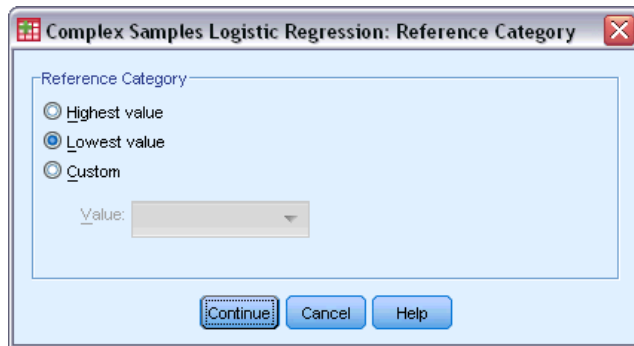 Complex Samples Logistic Regression: Reference Category
Reference Category
Highest value
Lowest value
Custom
Value:
Continue Cancel Help